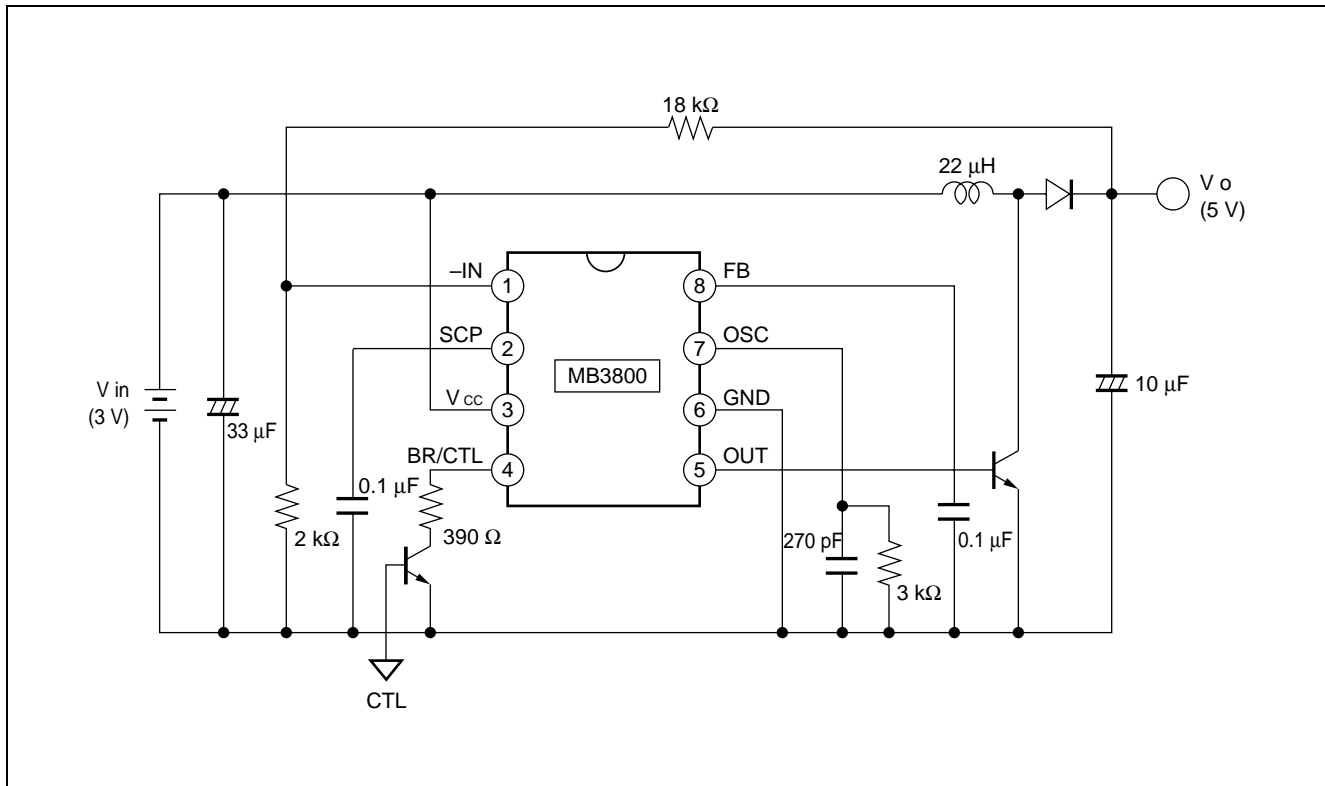 18 kΩ
22 μH
V o
(5 V)
–IN
1
8
FB
SCP
2
7
OSC
MB3800
V in
(3 V)
33 μF
VCC
3
6
GND
10 μF
BR/CTL
4
5
OUT
0.1 μF
2 kΩ
390 Ω
270 pF
3 kΩ
0.1 μF
CTL